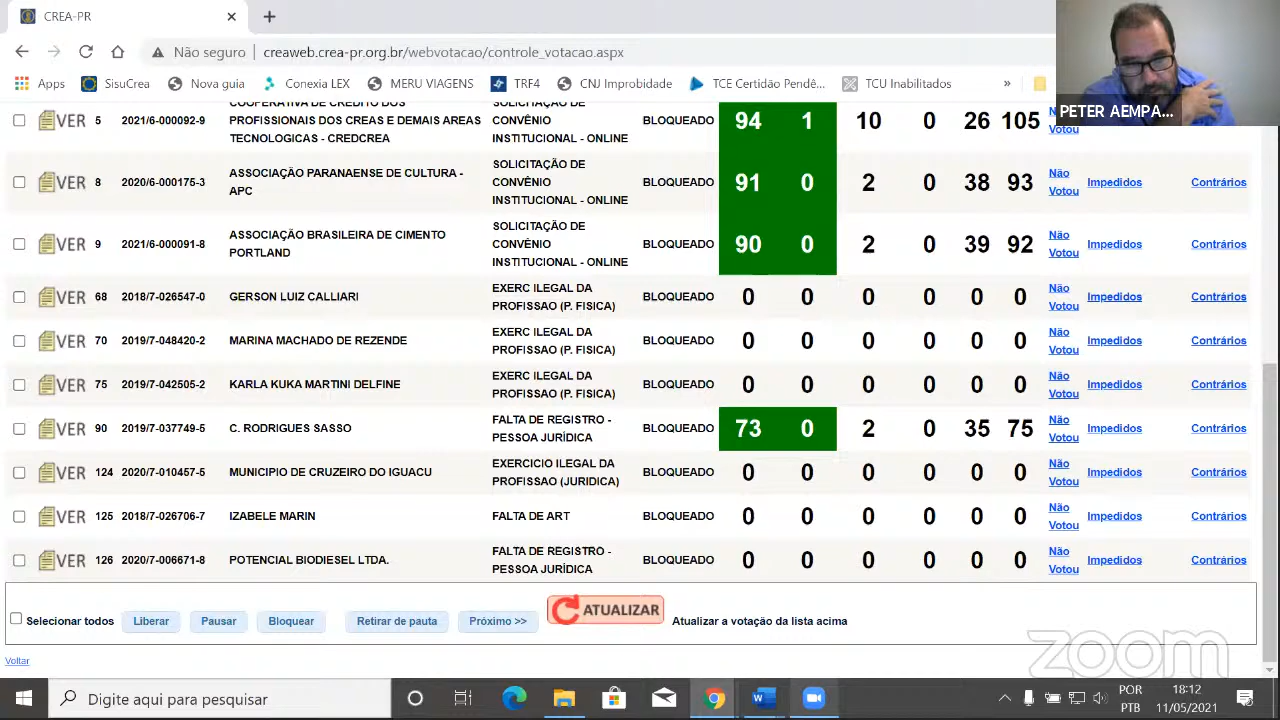 CREA-PR
Não seguro | creaweb.crea-pr.org.br/webvotacao/controle_votacao.aspx
Apps SisuCrea Nova guia Conexia LEX MERU VIAGENS TRF4 CNJ Improbidade TCE Certidão Pendê... TCU Inabilitados »
PETER AEMPA...
COOPERATIVA DE CREDITO DOS
PROFISSIONAIS DOS CREAS E DEMAIS AREAS
TECNOLOGICAS - CREDCREA
SOLICITAÇÃO DE
CONVÊNIO
INSTITUCIONAL - ONLINE
VER 5 2021/6-000092-9 BLOQUEADO 94 1 10 0 26 105
Votou
VER 8 2020/6-000175-3
ASSOCIAÇÃO PARANAENSE DE CULTURA -
APC
SOLICITAÇÃO DE
CONVÊNIO
INSTITUCIONAL - ONLINE
BLOQUEADO 91 0 2 0 38 93
Não
Votou
Impedidos Contrários
VER 9 2021/6-000091-8
ASSOCIAÇÃO BRASILEIRA DE CIMENTO
PORTLAND
SOLICITAÇÃO DE
CONVÊNIO
INSTITUCIONAL - ONLINE
BLOQUEADO 90 0 2 0 39 92
Não
Votou
Impedidos Contrários
VER 68 2018/7-026547-0 GERSON LUIZ CALLIARI
EXERC ILEGAL DA
PROFISSAO (P. FISICA)
BLOQUEADO 0 0 0 0 0 0
Não
Votou
Impedidos Contrários
VER 70 2019/7-048420-2 MARINA MACHADO DE REZENDE
EXERC ILEGAL DA
PROFISSAO (P. FISICA)
BLOQUEADO 0 0 0 0 0 0
Não
Votou
Impedidos Contrários
VER 75 2019/7-042505-2 KARLA KUKA MARTINI DELFINE
EXERC ILEGAL DA
PROFISSAO (P. FISICA)
BLOQUEADO 0 0 0 0 0 0
Não
Votou
Impedidos Contrários
VER 90 2019/7-037749-5 C. RODRIGUES SASSO
FALTA DE REGISTRO -
PESSOA JURÍDICA
BLOQUEADO 73 0 2 0 35 75
Não
Votou
Impedidos Contrários
VER 124 2020/7-010457-5 MUNICIPIO DE CRUZEIRO DO IGUACU
EXERCICIO ILEGAL DA
PROFISSAO (JURIDICA)
BLOQUEADO 0 0 0 0 0 0
Não
Votou
Impedidos Contrários
VER 125 2018/7-026706-7 IZABELE MARIN
FALTA DE ART
BLOQUEADO 0 0 0 0 0 0
Não
Votou
Impedidos Contrários
VER 126 2020/7-006671-8 POTENCIAL BIODIESEL LTDA.
FALTA DE REGISTRO -
PESSOA JURÍDICA
BLOQUEADO 0 0 0 0 0 0
Não
Votou
Impedidos Contrários
Selecionar todos Liberar Pausar Bloquear Retirar de pauta Próximo >> ATUALIZAR Atualizar a votação da lista acima
zoom
Voltar
Digite aqui para pesquisar
POR
PTB
18:12
11/05/2021